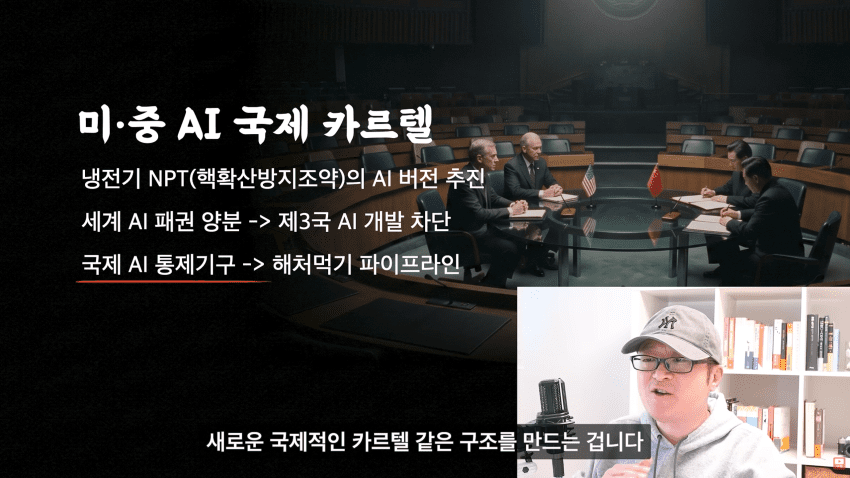 미·중 AI 국제 카르텔
냉전기 NPT(핵확산방지조약)의 AI 버전 추진
세계 AI 패권 양분 -> 제3국 AI 개발 차단
국제 AI 통제기구 -> 해처먹기 파이프라인
새로운 국제적인 카르텔 같은 구조를 만드는 겁니다